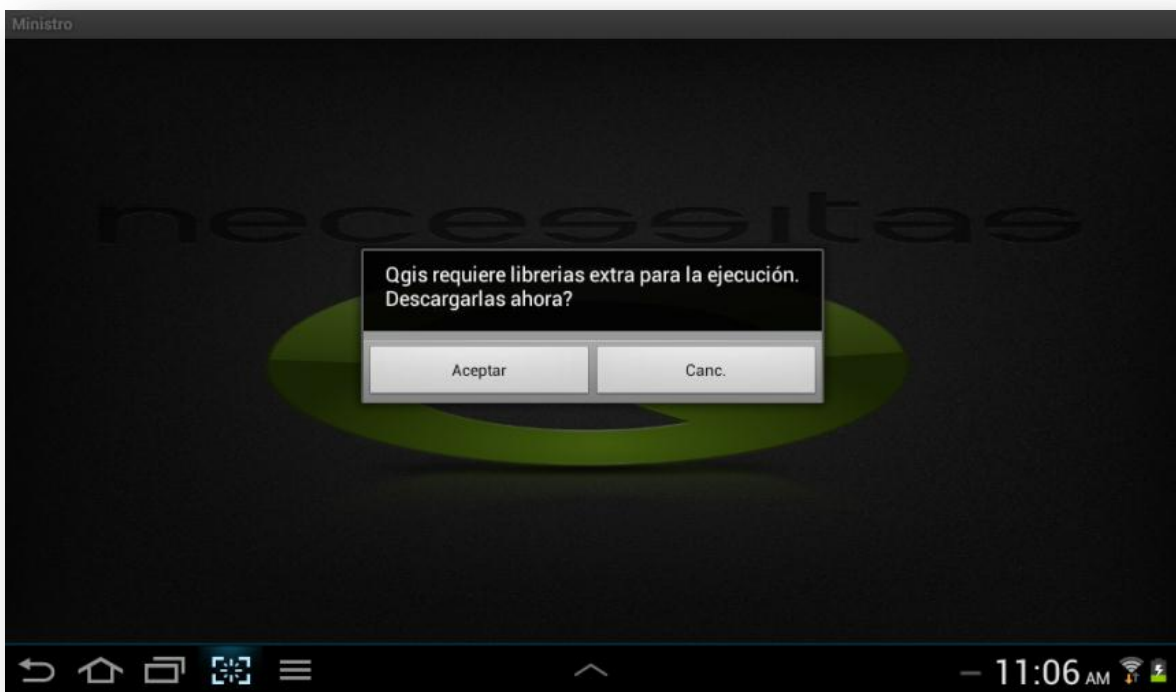 Ministro
necessitas
Qgis requiere librerias extra para la ejecución.
Descargarlas ahora?
Aceptar
Canc.
11:06 AM